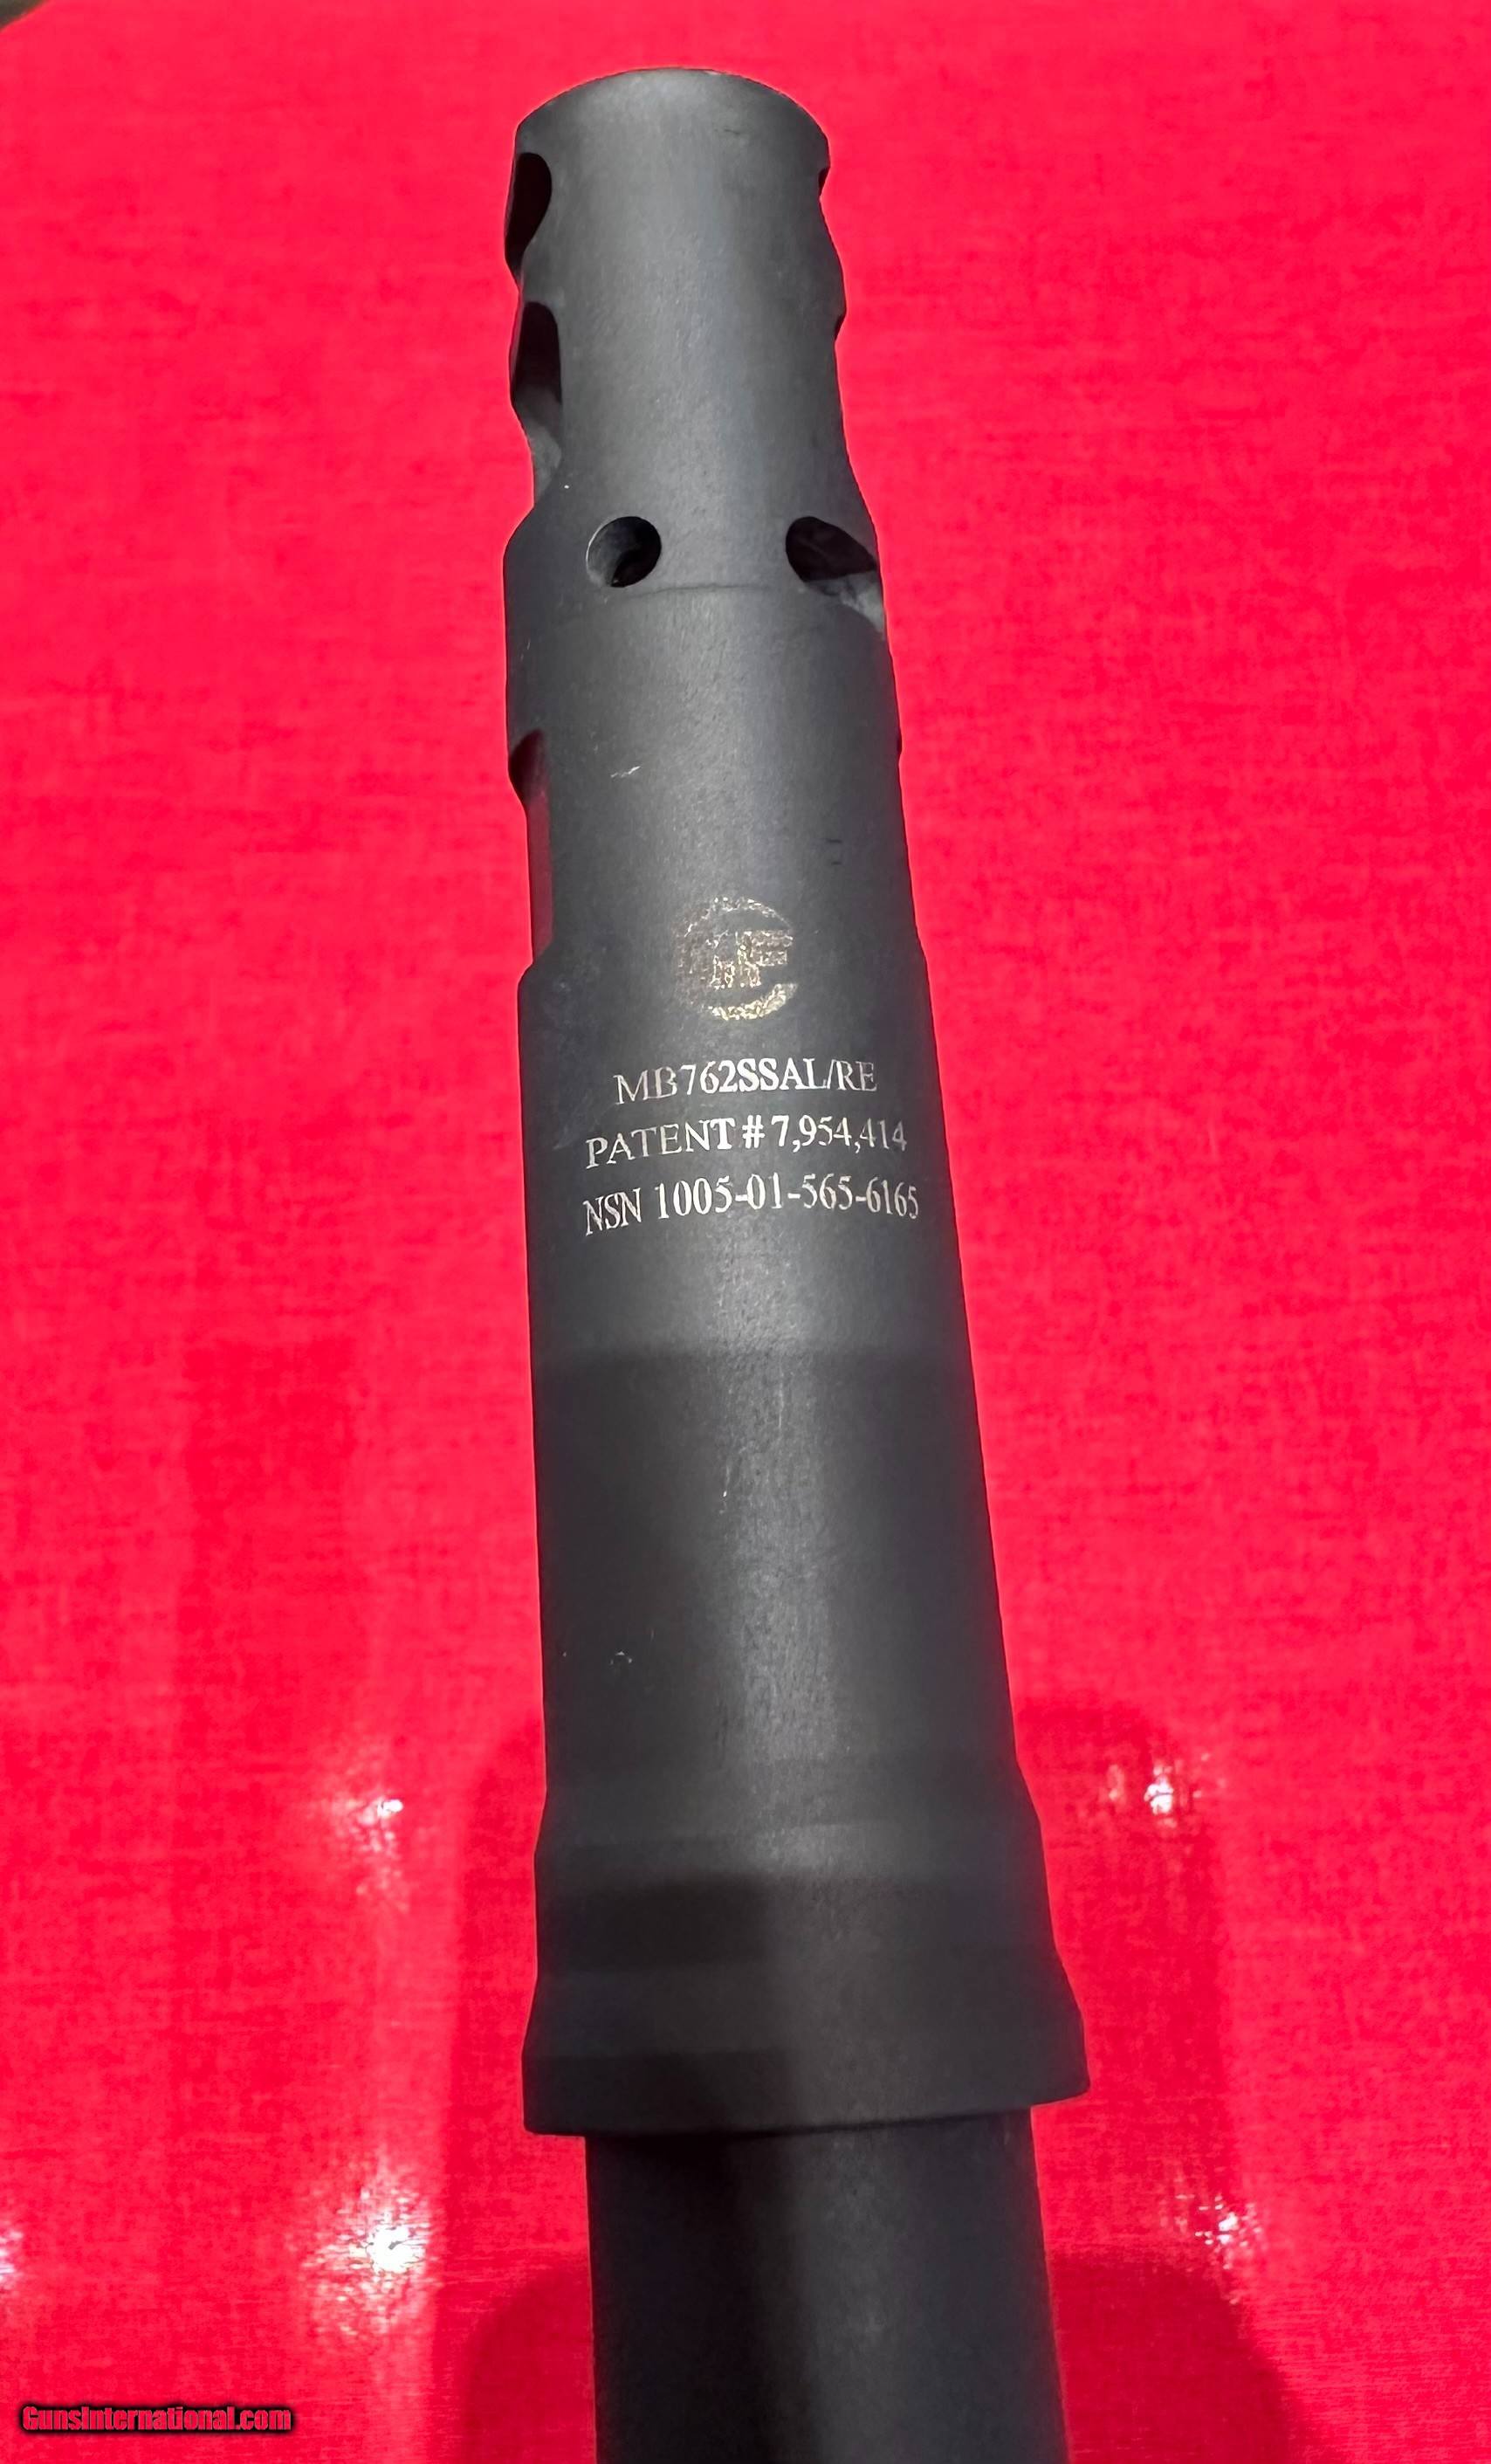 MB762SSAL/RE
PATENT # 7,954,414
NSN 1005-01-565-6165
GunsInternational.com